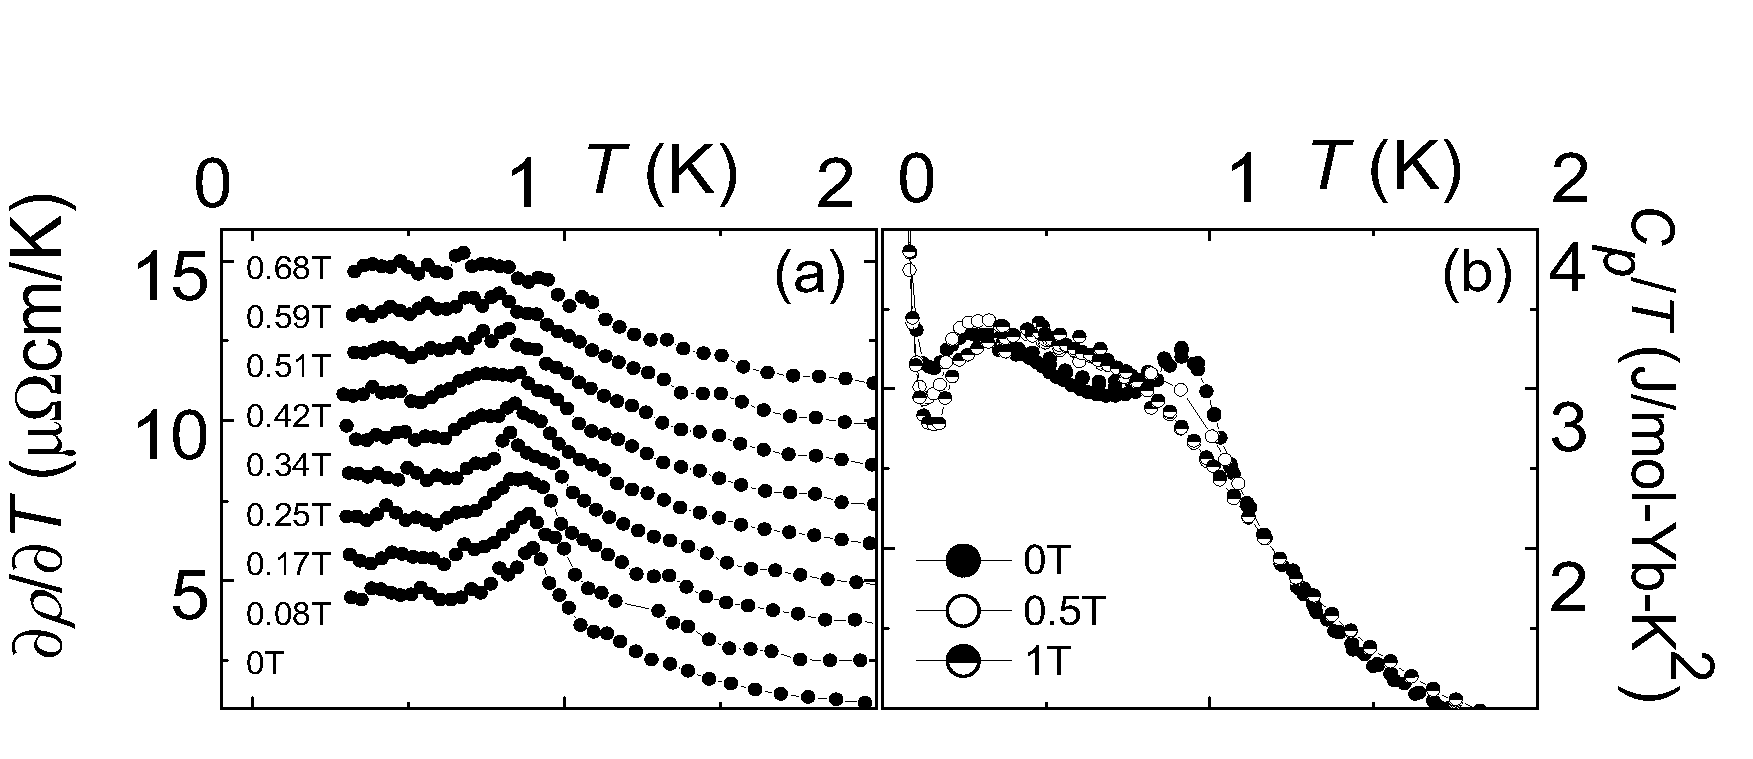 0 1 T (K) 2
0 1 T (K) 2
∂ρ/∂T (μΩcm/K)
15
10
5
0.68T
0.59T
0.51T
0.42T
0.34T
0.25T
0.17T
0.08T
0T
(a)
(b)
0T
0.5T
1T
4
3
2
Cp/T (J/mol-Yb-K²)